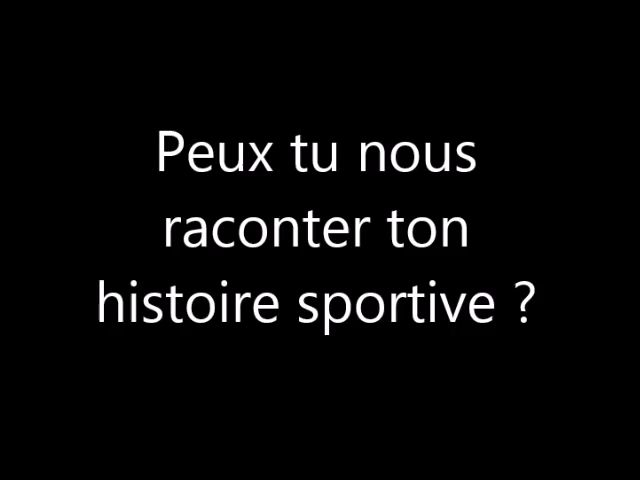 Peux tu nous
raconter ton
histoire sportive ?